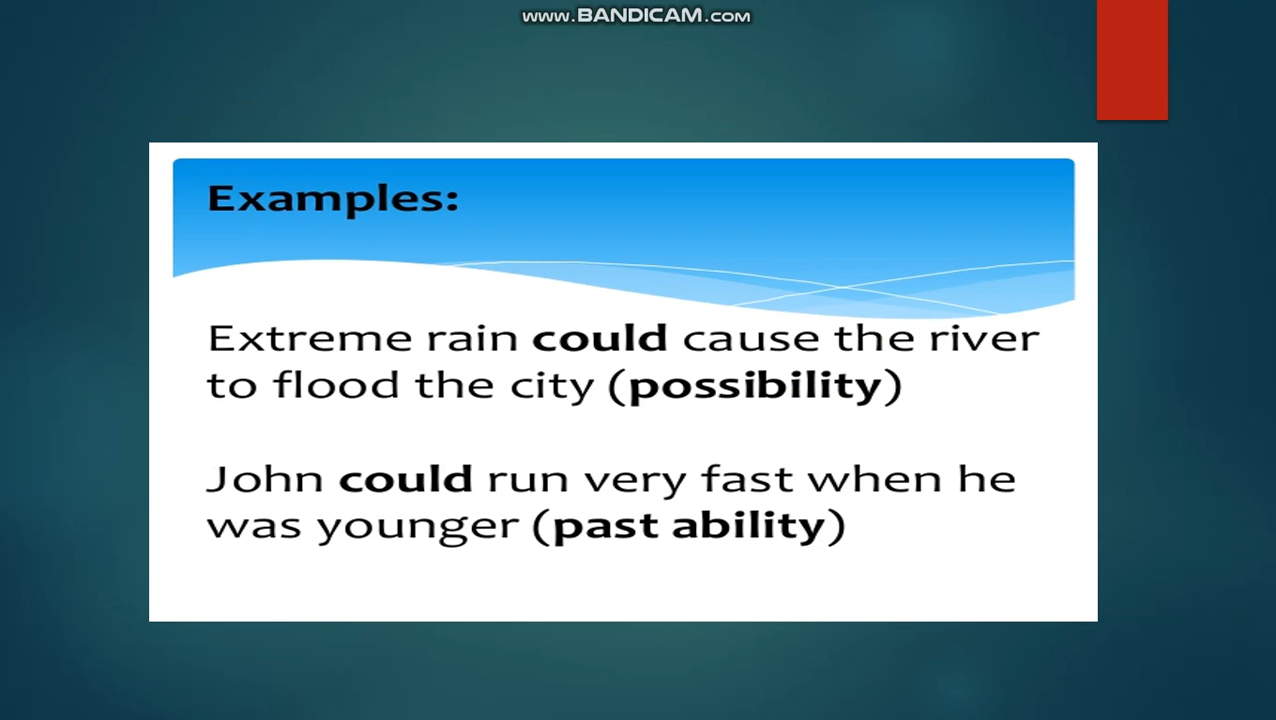 www.BANDICAM.com
Examples:
Extreme rain could cause the river
to flood the city (possibility)
John could run very fast when he
was younger (past ability)